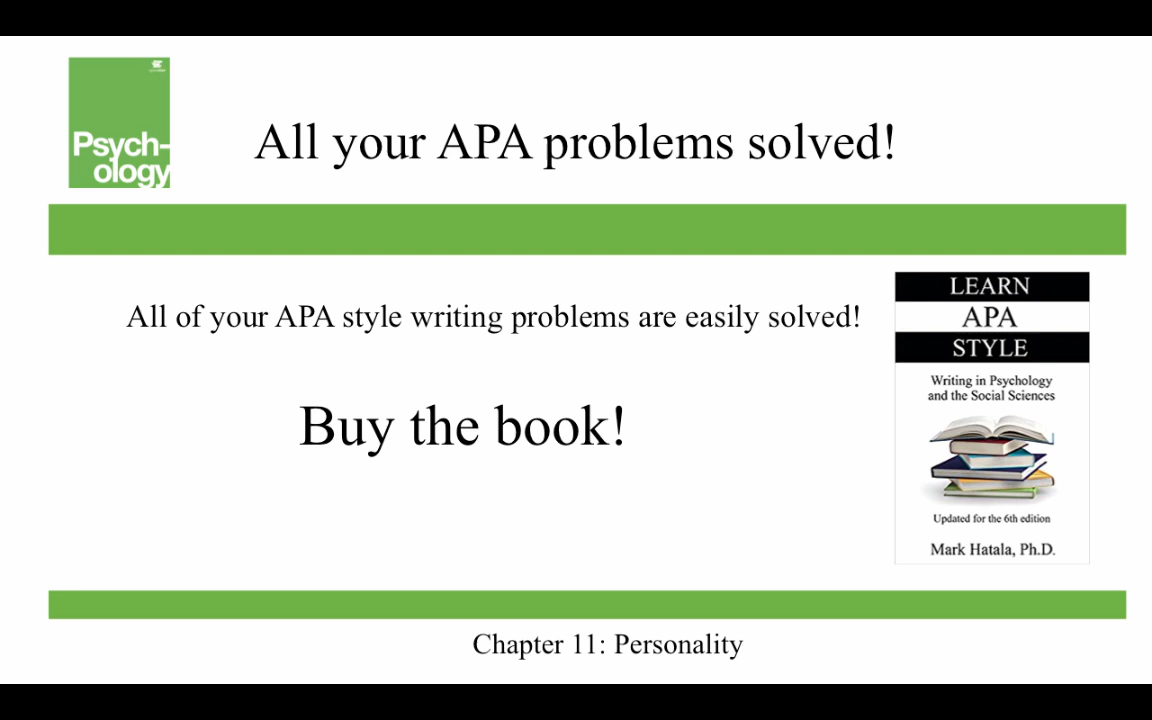 Psych-
ology
All your APA problems solved!
All of your APA style writing problems are easily solved!
Buy the book!
LEARN
APA
STYLE
Writing in Psychology
and the Social Sciences
Updated for the 6th edition
Mark Hatala, Ph.D.
Chapter 11: Personality